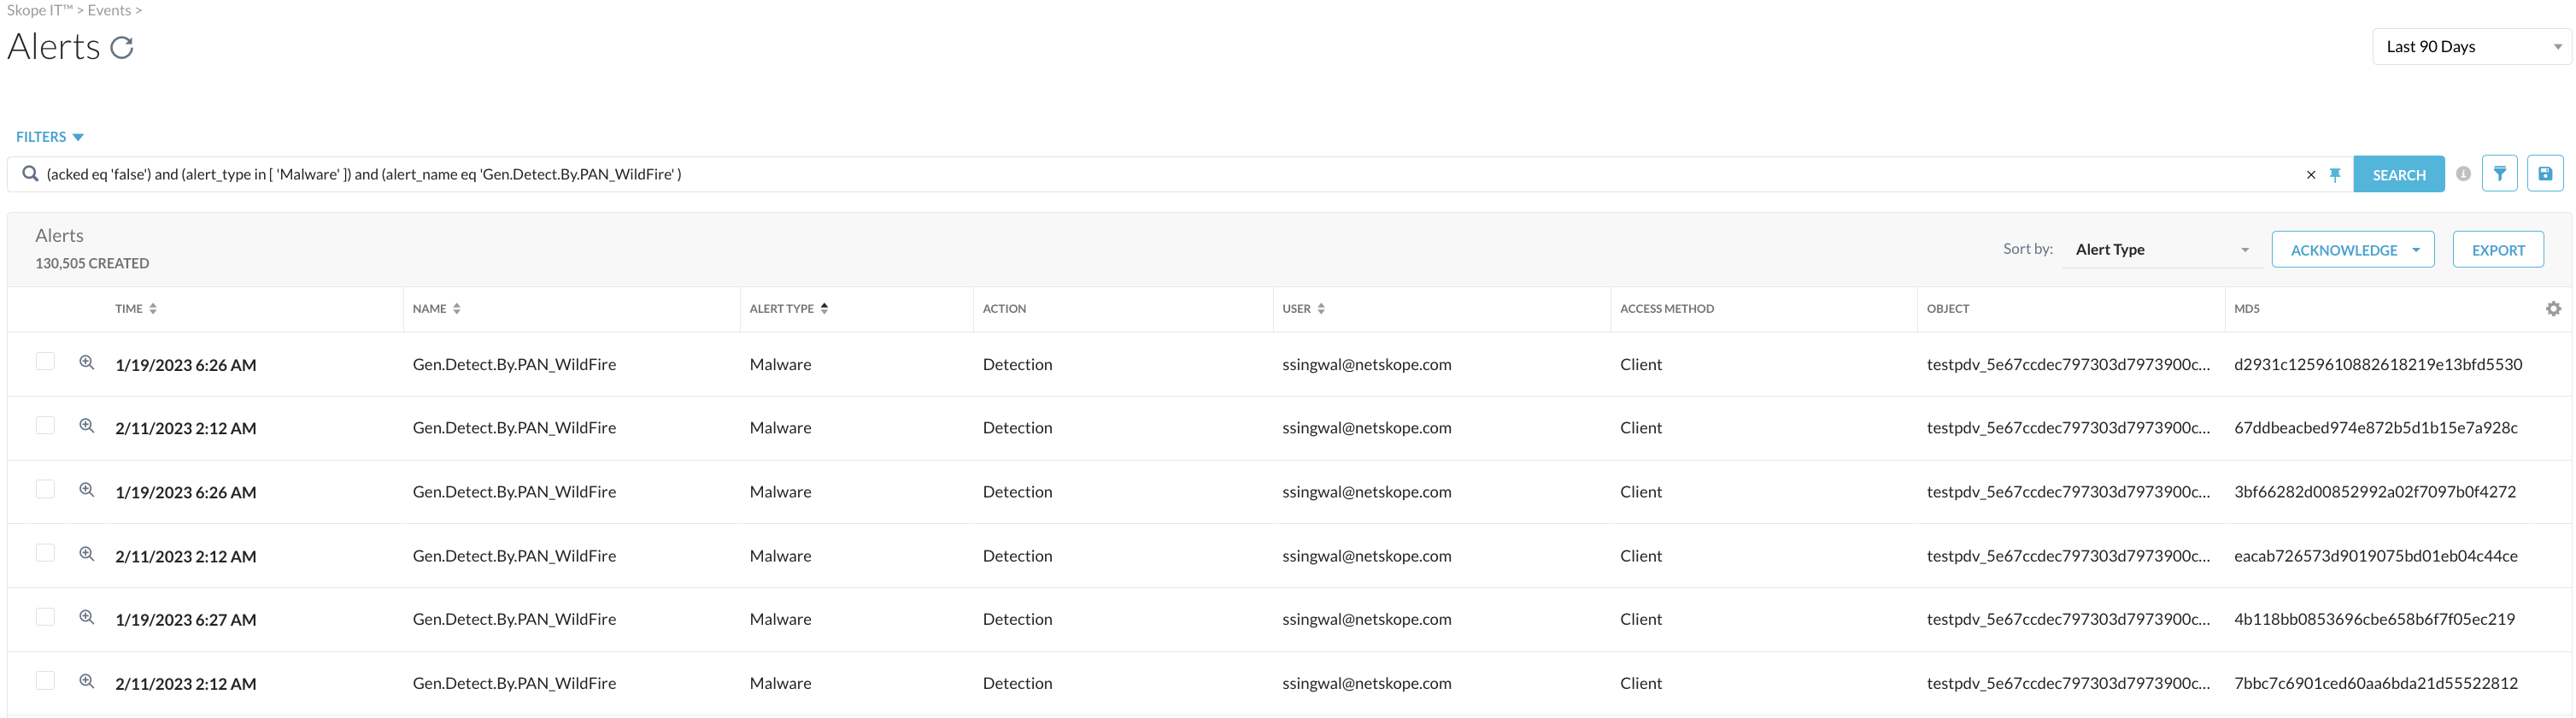 Skope IT™ > Events >
Alerts
Last 90 Days
FILTERS
(acked eq 'false') and (alert_type in [ 'Malware' ]) and (alert_name eq 'Gen.Detect.By.PAN_WildFire' )
SEARCH
Alerts
130,505 CREATED
Sort by: Alert Type ACKNOWLEDGE EXPORT
TIME NAME ALERT TYPE ACTION USER ACCESS METHOD OBJECT MD5
1/19/2023 6:26 AM Gen.Detect.By.PAN_WildFire Malware Detection ssingwal@netskope.com Client testpdv_5e67ccdec797303d7973900c... d2931c1259610882618219e13bfd5530
2/11/2023 2:12 AM Gen.Detect.By.PAN_WildFire Malware Detection ssingwal@netskope.com Client testpdv_5e67ccdec797303d7973900c... 67ddbeacbed974e872b5d1b15e7a928c
1/19/2023 6:26 AM Gen.Detect.By.PAN_WildFire Malware Detection ssingwal@netskope.com Client testpdv_5e67ccdec797303d7973900c... 3bf66282d00852992a02f7097b0f4272
2/11/2023 2:12 AM Gen.Detect.By.PAN_WildFire Malware Detection ssingwal@netskope.com Client testpdv_5e67ccdec797303d7973900c... eacab726573d9019075bd01eb04c44ce
1/19/2023 6:27 AM Gen.Detect.By.PAN_WildFire Malware Detection ssingwal@netskope.com Client testpdv_5e67ccdec797303d7973900c... 4b118bb0853696cbe658b6f7f05ec219
2/11/2023 2:12 AM Gen.Detect.By.PAN_WildFire Malware Detection ssingwal@netskope.com Client testpdv_5e67ccdec797303d7973900c... 7bbc7c6901ced60aa6bda21d55522812